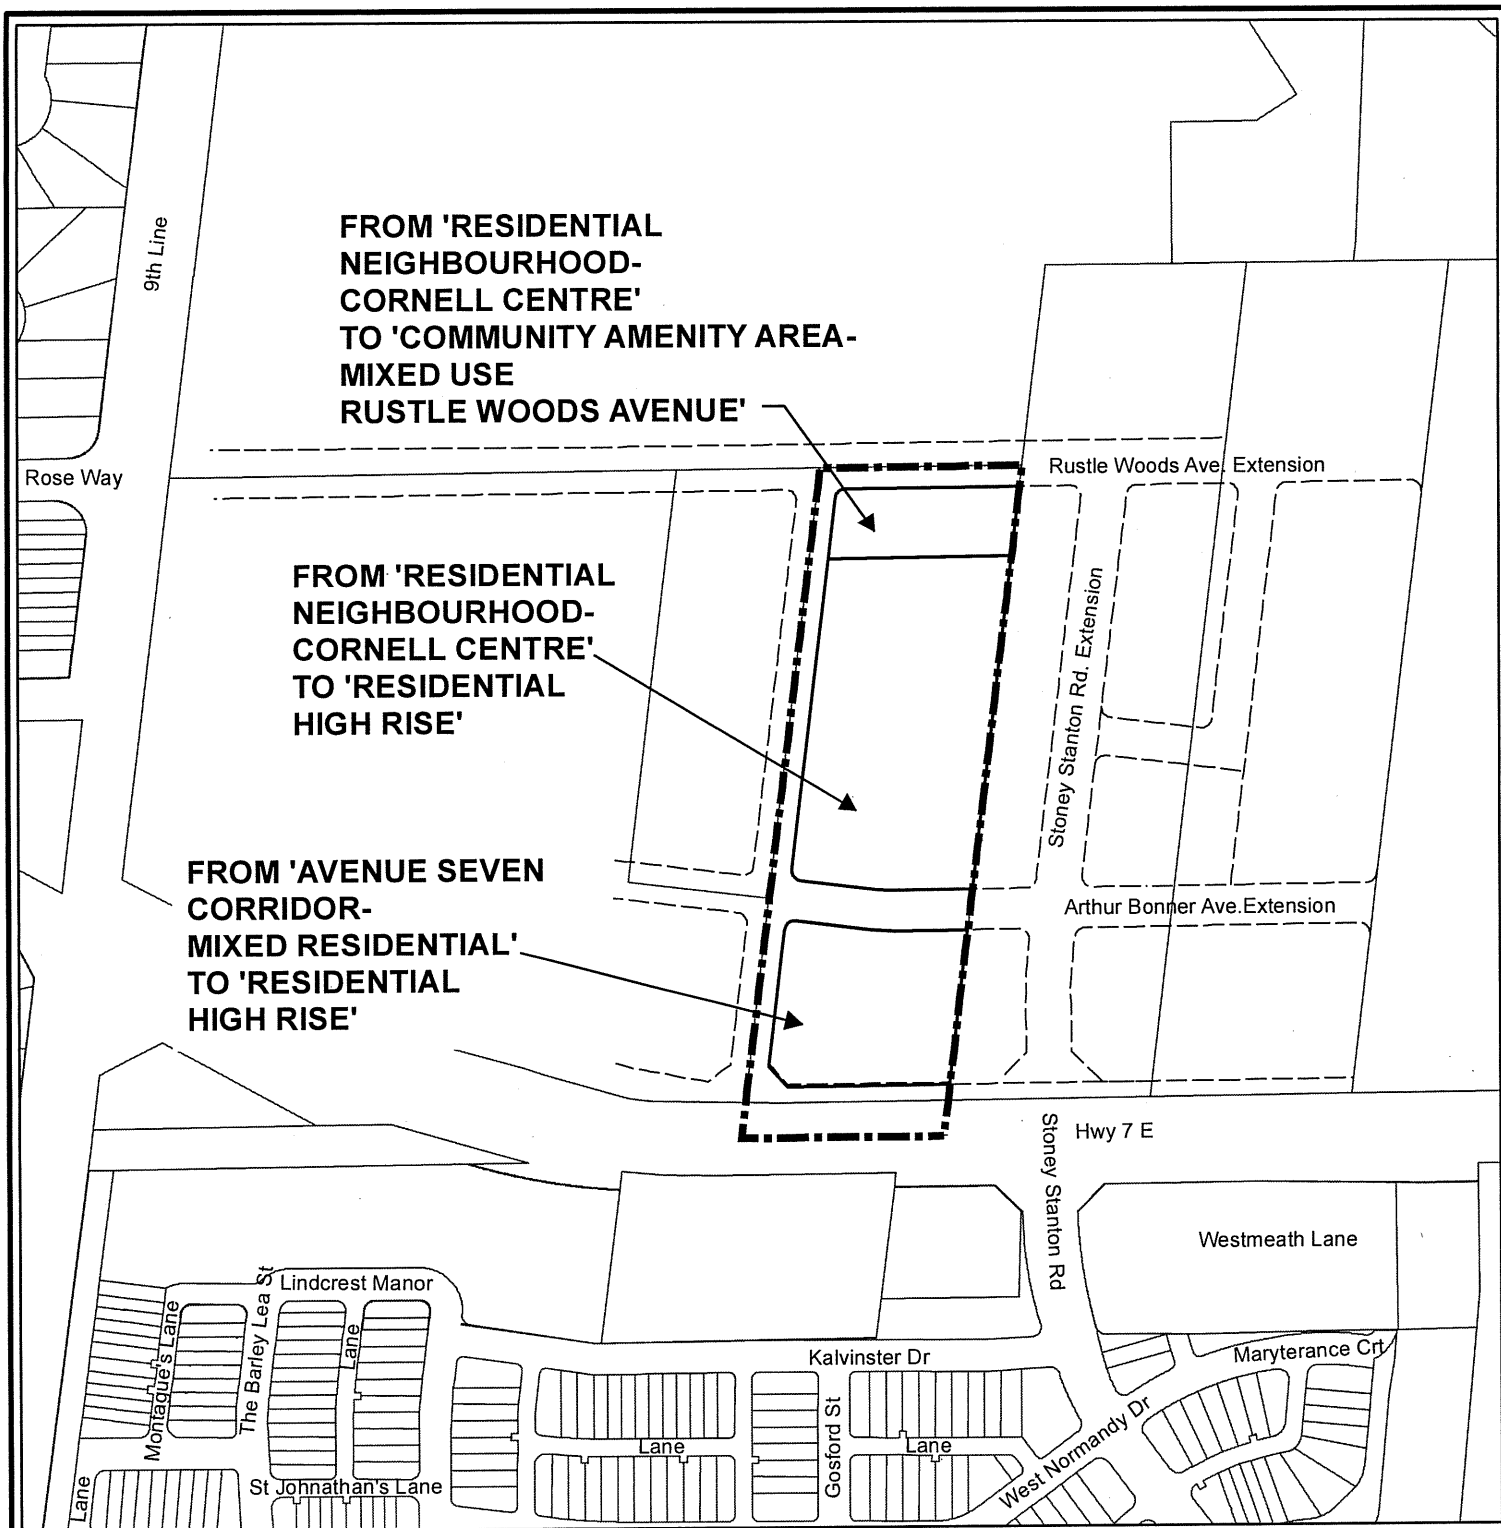 FROM 'RESIDENTIAL
NEIGHBOURHOOD-
CORNELL CENTRE'
TO 'COMMUNITY AMENITY AREA-
MIXED USE
RUSTLE WOODS AVENUE'
9th Line
Rose Way
Rustle Woods Ave. Extension
FROM 'RESIDENTIAL
NEIGHBOURHOOD-
CORNELL CENTRE'
TO 'RESIDENTIAL
HIGH RISE'
Stoney Stanton Rd. Extension
FROM 'AVENUE SEVEN
CORRIDOR-
MIXED RESIDENTIAL'
TO 'RESIDENTIAL
HIGH RISE'
Arthur Bonner Ave.Extension
Hwy 7 E
Stoney Stanton Rd
Westmeath Lane
Lindcrest Manor
Montague's Lane
The Barley Lea St
Lane
Kalvinster Dr
Maryterance Crt
Lane
Gosford St
Lane
West Normandy Dr
St Johnathan's Lane
Lane